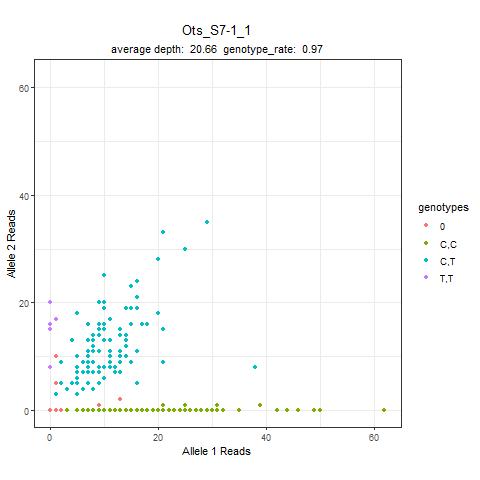 Ots_S7-1_1
average depth: 20.66 genotype_rate: 0.97
60
40
20
0
Allele 2 Reads
0 20 40 60
Allele 1 Reads
genotypes
0
C,C
C,T
T,T